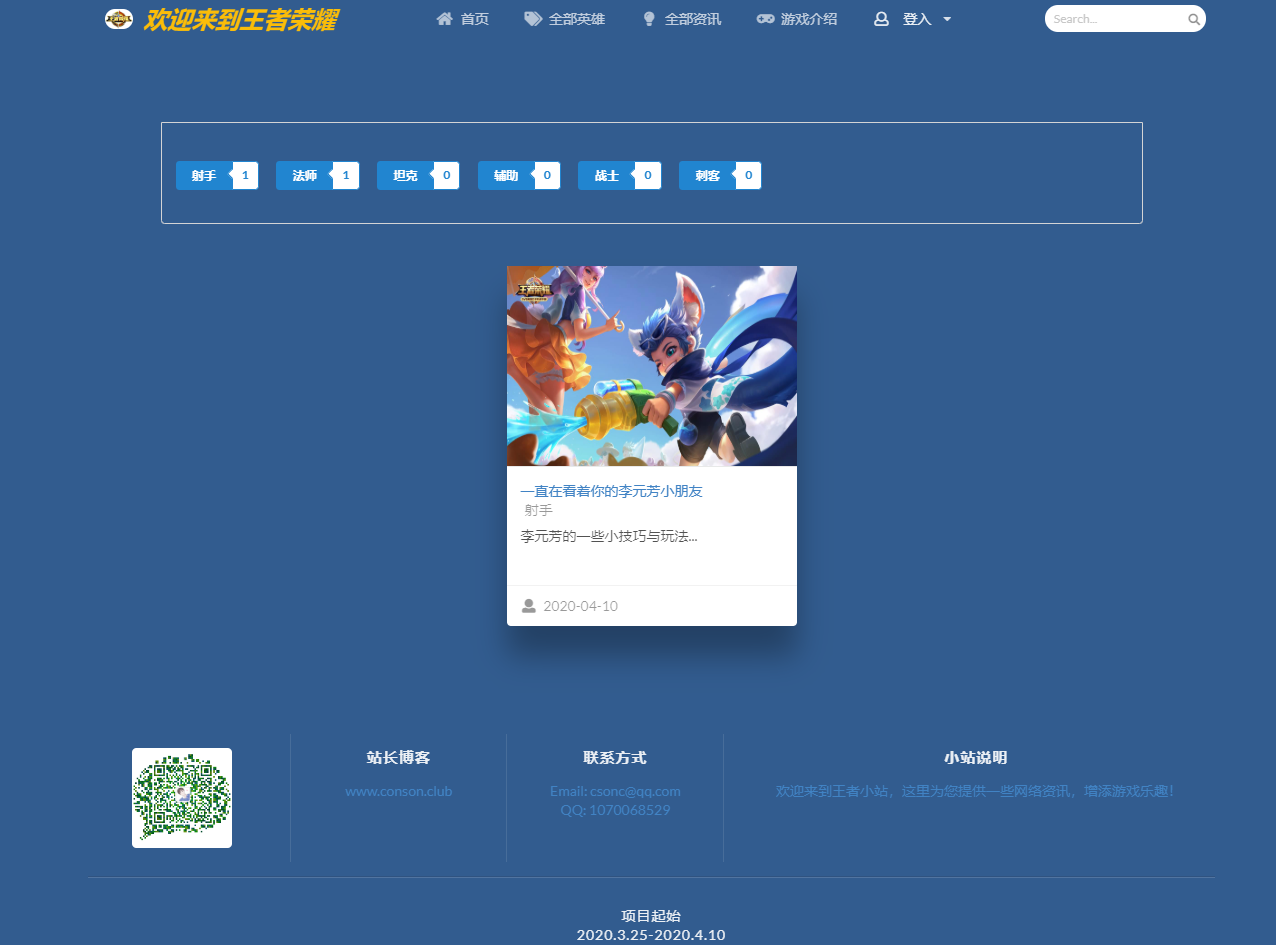 欢迎来到王者荣耀
首页
全部英雄
全部资讯
游戏介绍
登入
Search...
射手 1
法师 1
坦克 0
辅助 0
战士 0
刺客 0
王者荣耀
一直在看着你的李元芳小朋友
射手
李元芳的一些小技巧与玩法...
2020-04-10
站长博客
www.conson.club
联系方式
Email: csonc@qq.com
QQ: 1070068529
小站说明
欢迎来到王者小站，这里为您提供一些网络资讯，增添游戏乐趣！
项目起始
2020.3.25-2020.4.10